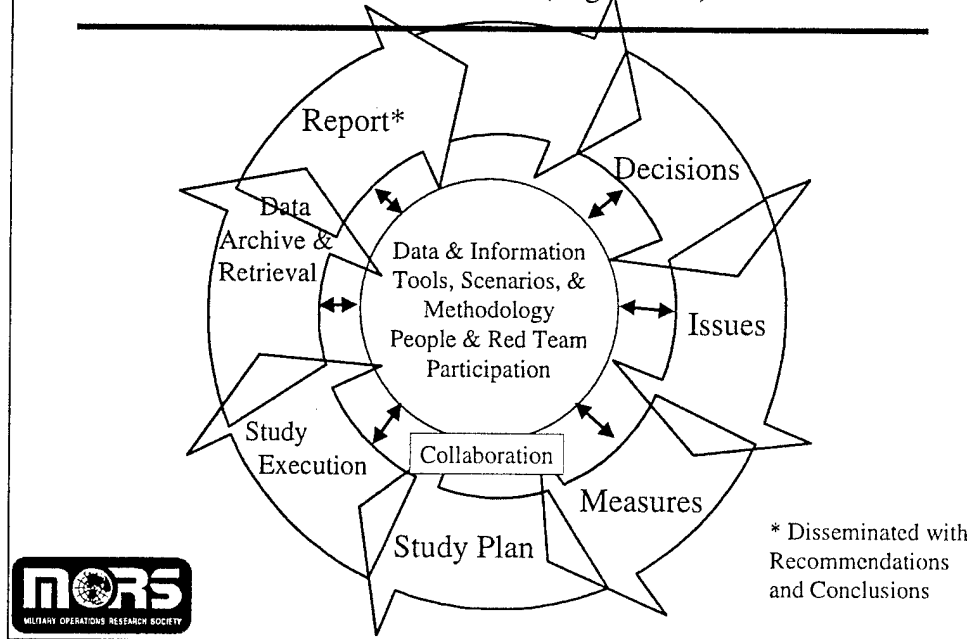 Report*
Decisions
Data
Archive &
Retrieval
Data & Information
Tools, Scenarios, &
Methodology
People & Red Team
Participation
Issues
Study
Execution
Collaboration
Measures
Study Plan
* Disseminated with
Recommendations
and Conclusions
MORS
MILITARY OPERATIONS RESEARCH SOCIETY